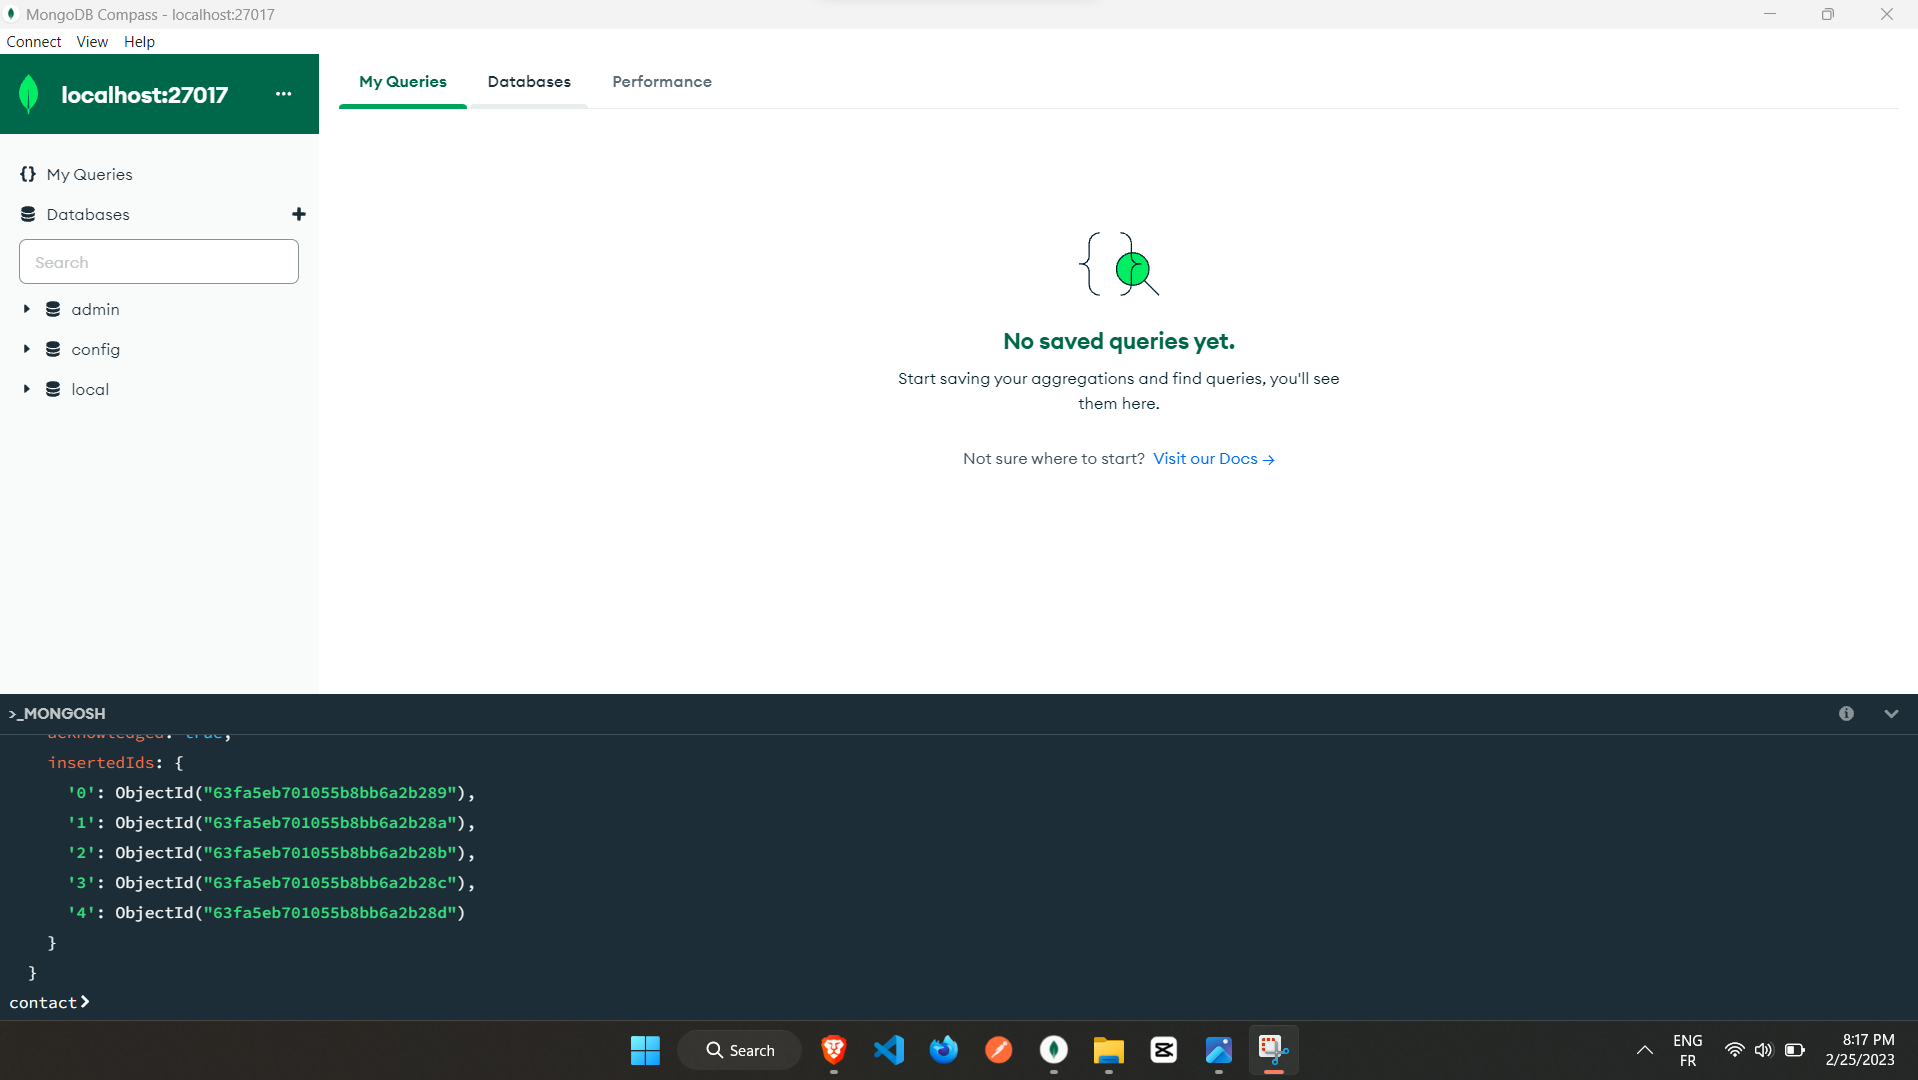 MongoDB Compass - localhost:27017
Connect View Help
localhost:27017 ...
My Queries Databases Performance
{} My Queries
Databases +
Search
admin
config
local
No saved queries yet.
Start saving your aggregations and find queries, you'll see
them here.
Not sure where to start? Visit our Docs →
>_MONGOSH
acknowledged: true,
insertedIds: {
'0': ObjectId("63fa5eb701055b8bb6a2b289"),
'1': ObjectId("63fa5eb701055b8bb6a2b28a"),
'2': ObjectId("63fa5eb701055b8bb6a2b28b"),
'3': ObjectId("63fa5eb701055b8bb6a2b28c"),
'4': ObjectId("63fa5eb701055b8bb6a2b28d")
}
}
contact>
Search
ENG
FR
8:17 PM
2/25/2023